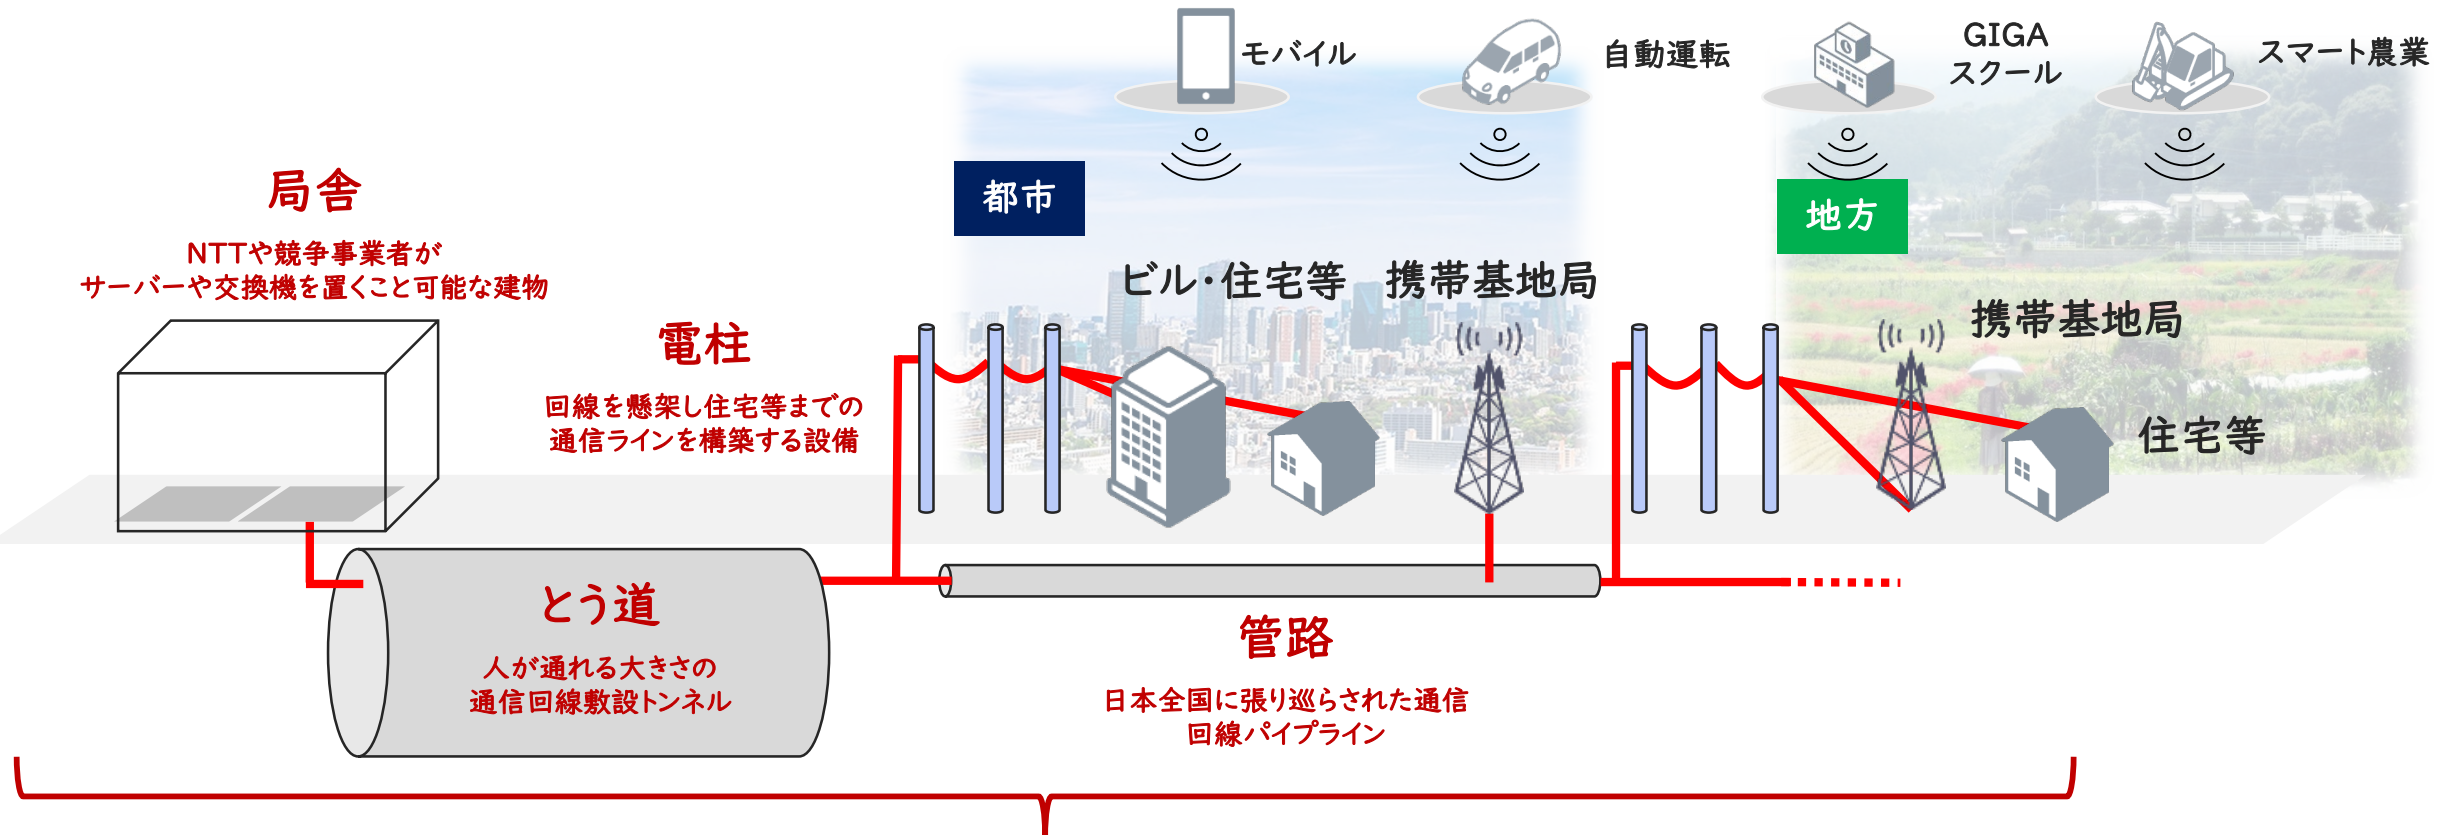 モバイル
自動運転
GIGA
スクール
スマート農業
局舎
NTTや競争事業者が
サーバーや交換機を置くこと可能な建物
都市
地方
ビル・住宅等
携帯基地局
携帯基地局
住宅等
電柱
回線を懸架し住宅等までの
通信ラインを構築する設備
とう道
人が通れる大きさの
通信回線敷設トンネル
管路
日本全国に張り巡らされた通信
回線パイプライン